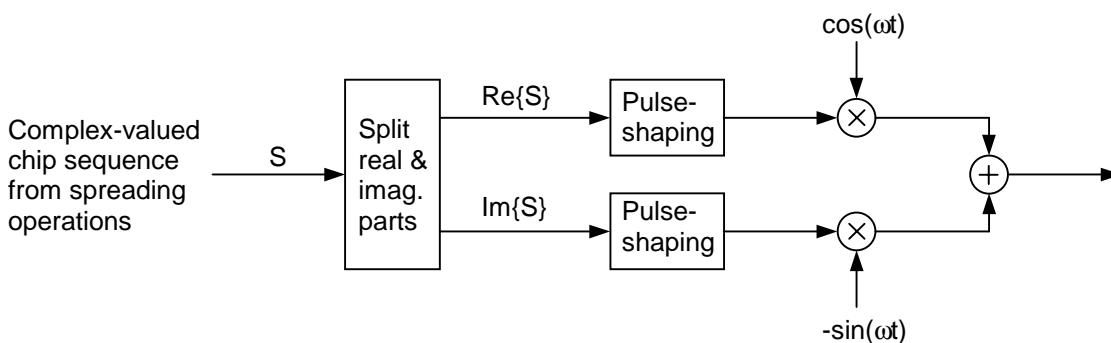 cos(ωt)
Complex-valued
chip sequence
from spreading
operations
S
Split
real &
imag.
parts
Re{S}
Pulse-
shaping
Im{S}
Pulse-
shaping
-sin(ωt)